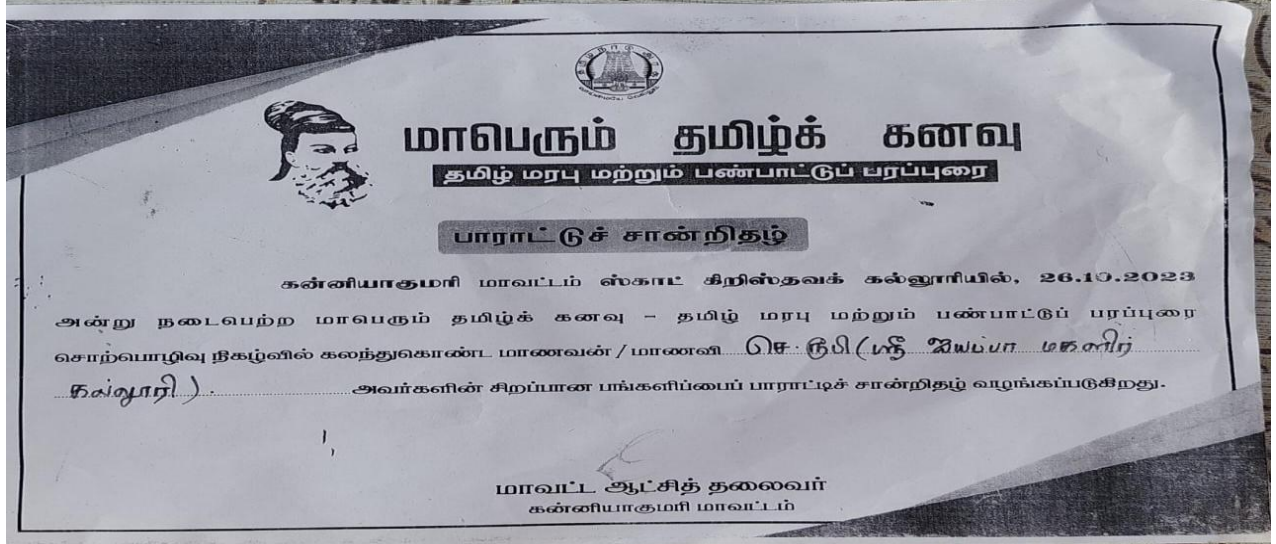 தமிழ்நாடு அரசு
வாய்மையே வெல்லும்
மாபெரும் தமிழ்க் கனவு
தமிழ் மரபு மற்றும் பண்பாட்டுப் பரப்புரை
பாராட்டுச் சான்றிதழ்
கன்னியாகுமரி மாவட்டம் ஸ்காட் கிறிஸ்தவக் கல்லூரியில், 26.10.2023
அன்று நடைபெற்ற மாபெரும் தமிழ்க் கனவு – தமிழ் மரபு மற்றும் பண்பாட்டுப் பரப்புரை
சொற்பொழிவு நிகழ்வில் கலந்துகொண்ட மாணவன் / மாணவி செ. ரூபி ( ஸ்ரீ ஐயப்பா மகளிர்
கல்லூரி ) . அவர்களின் சிறப்பான பங்களிப்பைப் பாராட்டிச் சான்றிதழ் வழங்கப்படுகிறது.
மாவட்ட ஆட்சித் தலைவர்
கன்னியாகுமரி மாவட்டம்